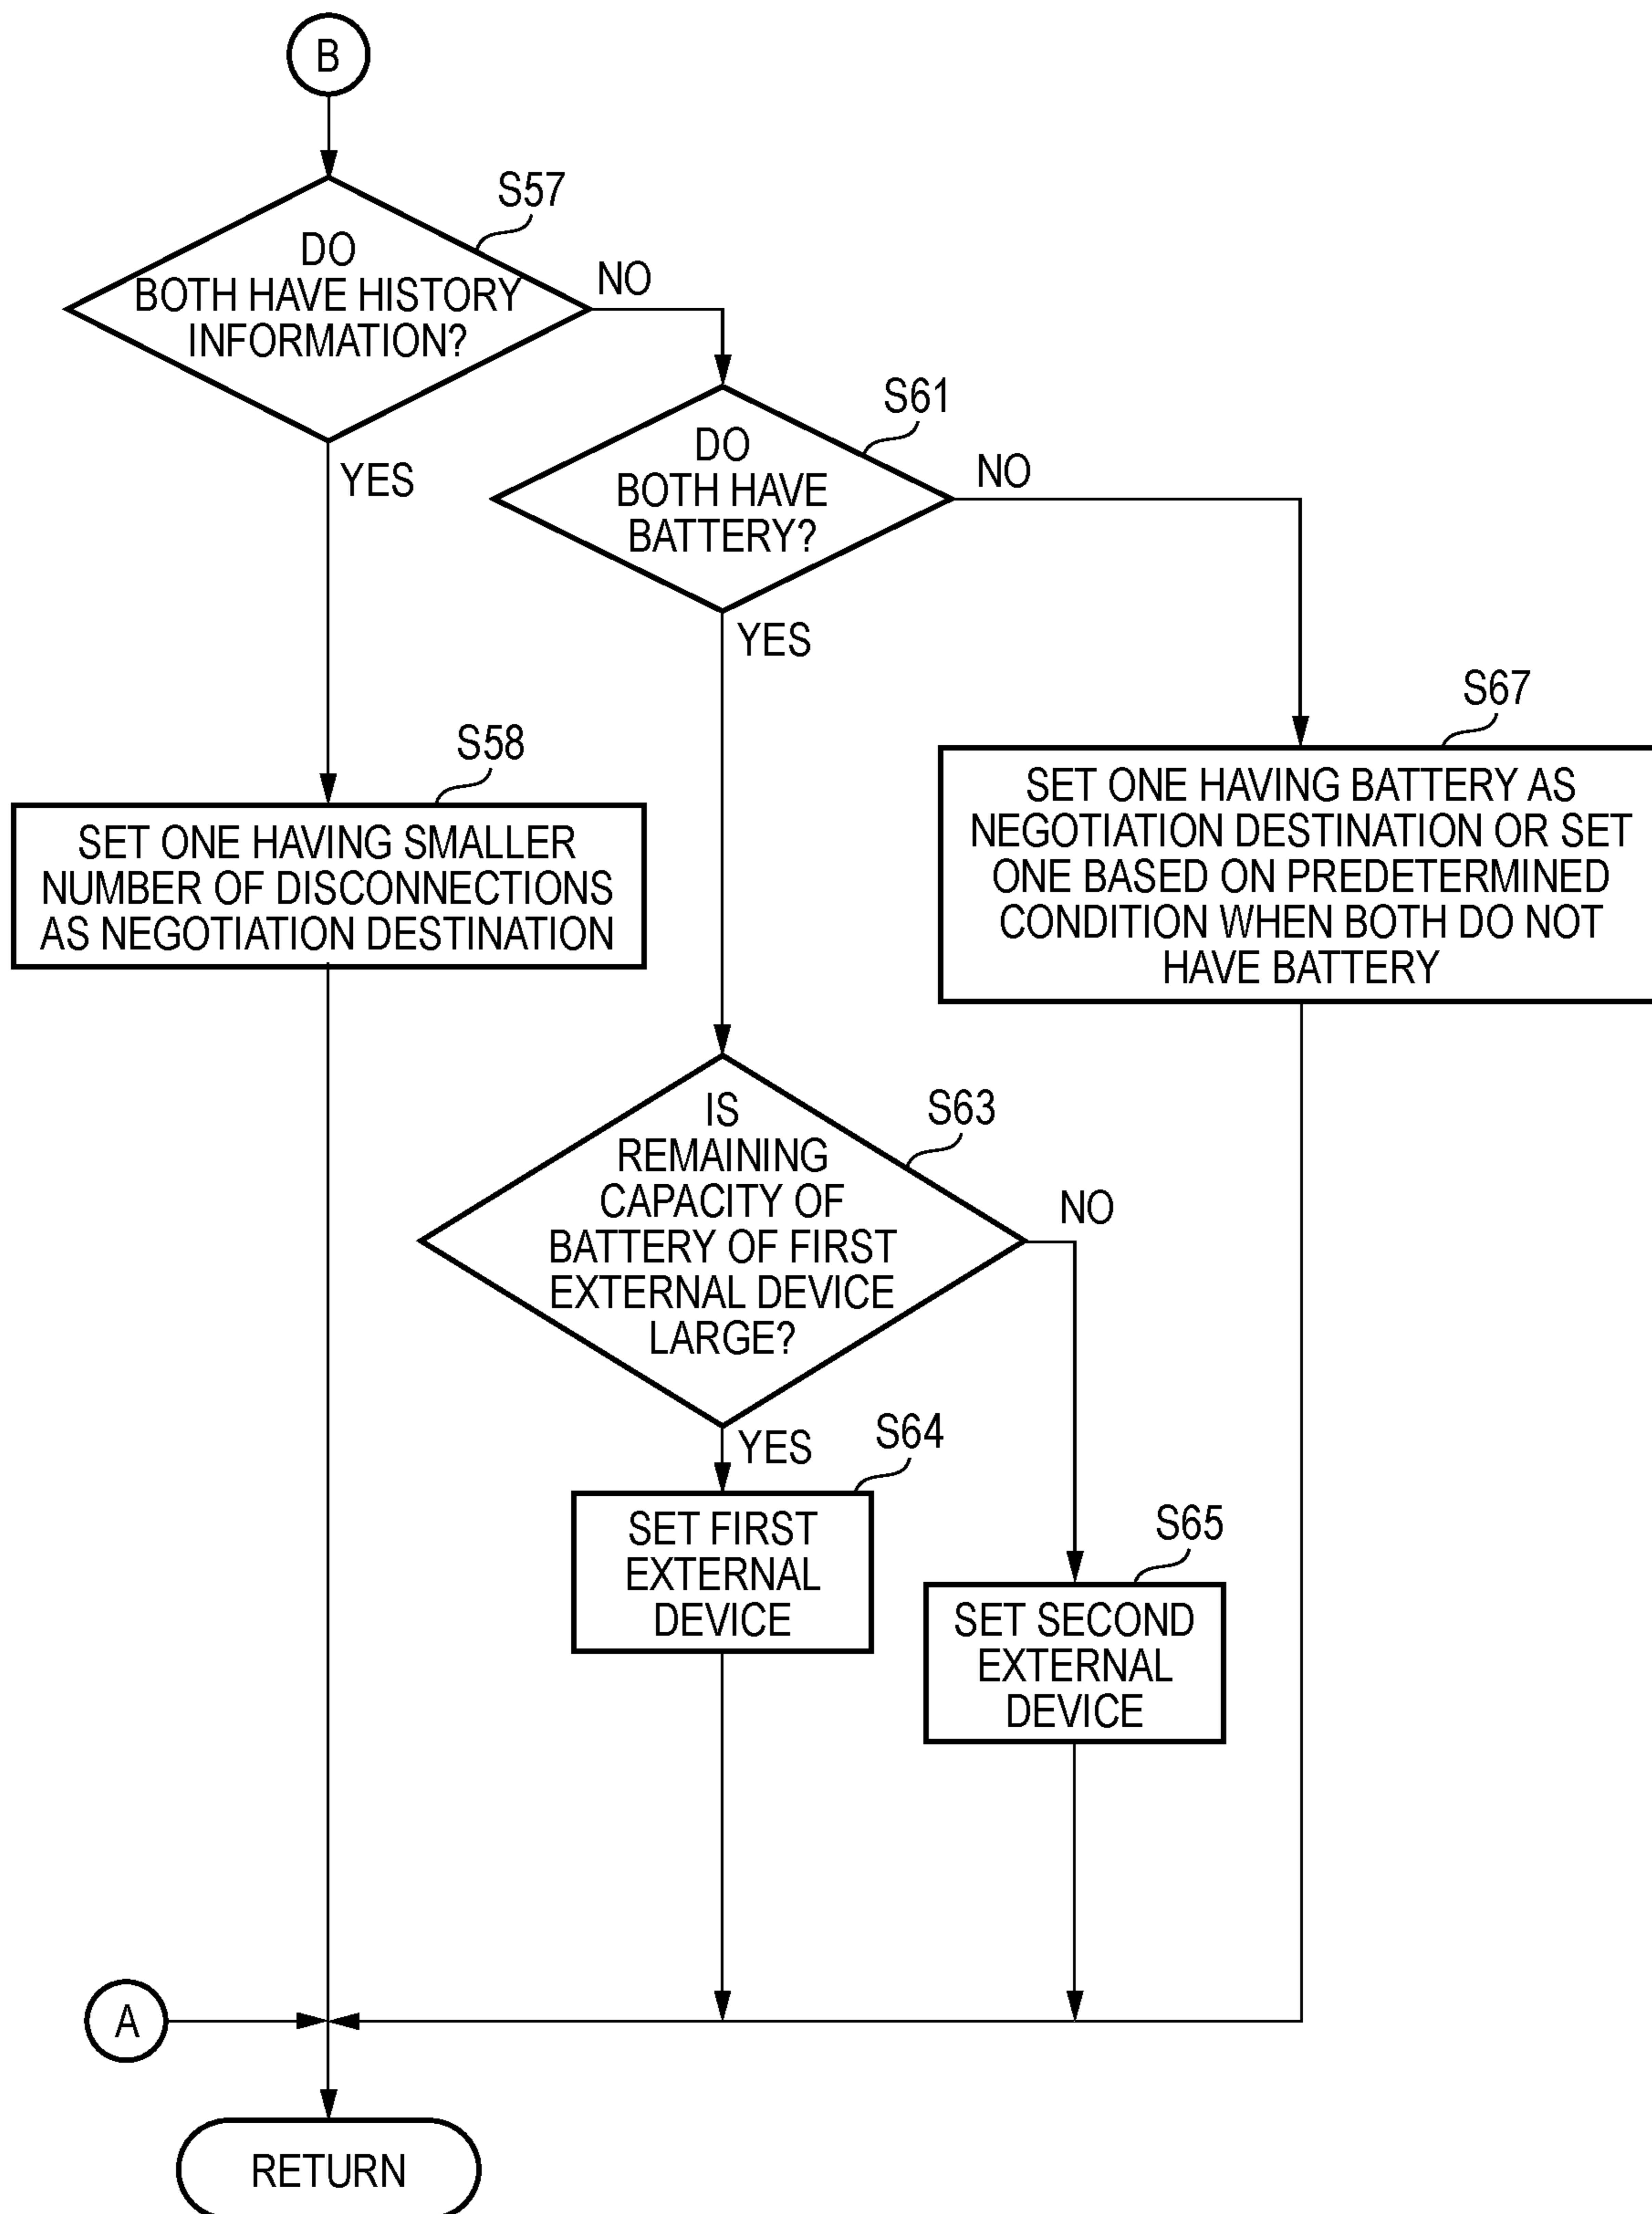 B
S57
DO
BOTH HAVE HISTORY
INFORMATION?
NO
YES
S61
DO
BOTH HAVE
BATTERY?
NO
YES
S58
SET ONE HAVING SMALLER
NUMBER OF DISCONNECTIONS
AS NEGOTIATION DESTINATION
S67
SET ONE HAVING BATTERY AS
NEGOTIATION DESTINATION OR SET
ONE BASED ON PREDETERMINED
CONDITION WHEN BOTH DO NOT
HAVE BATTERY
S63
IS
REMAINING
CAPACITY OF
BATTERY OF FIRST
EXTERNAL DEVICE
LARGE?
NO
YES
S64
SET FIRST
EXTERNAL
DEVICE
S65
SET SECOND
EXTERNAL
DEVICE
A
RETURN